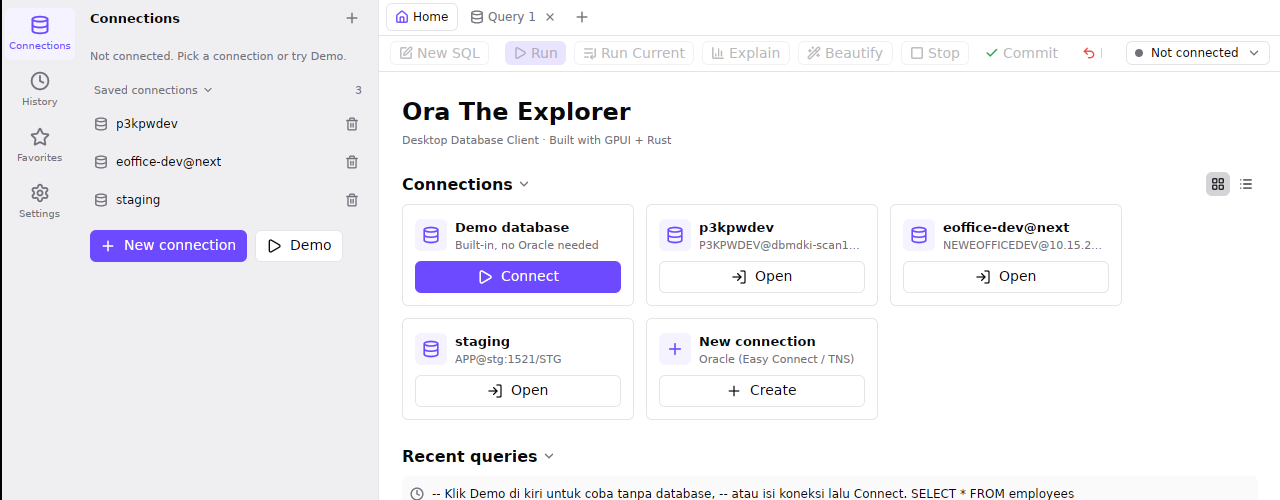 Connections
History
Favorites
Settings
Connections
Not connected. Pick a connection or try Demo.
Saved connections 3
p3kpwdev
eoffice-dev@next
staging
New connection
Demo
Home
Query 1
New SQL
Run
Run Current
Explain
Beautify
Stop
Commit
Not connected
Ora The Explorer
Desktop Database Client · Built with GPUI + Rust
Connections
Demo database
Built-in, no Oracle needed
Connect
p3kpwdev
P3KPWDEV@dbmdki-scan1...
Open
eoffice-dev@next
NEWEOFFICEDEV@10.15.2...
Open
staging
APP@stg:1521/STG
Open
New connection
Oracle (Easy Connect / TNS)
Create
Recent queries
-- Klik Demo di kiri untuk coba tanpa database, -- atau isi koneksi lalu Connect. SELECT * FROM employees